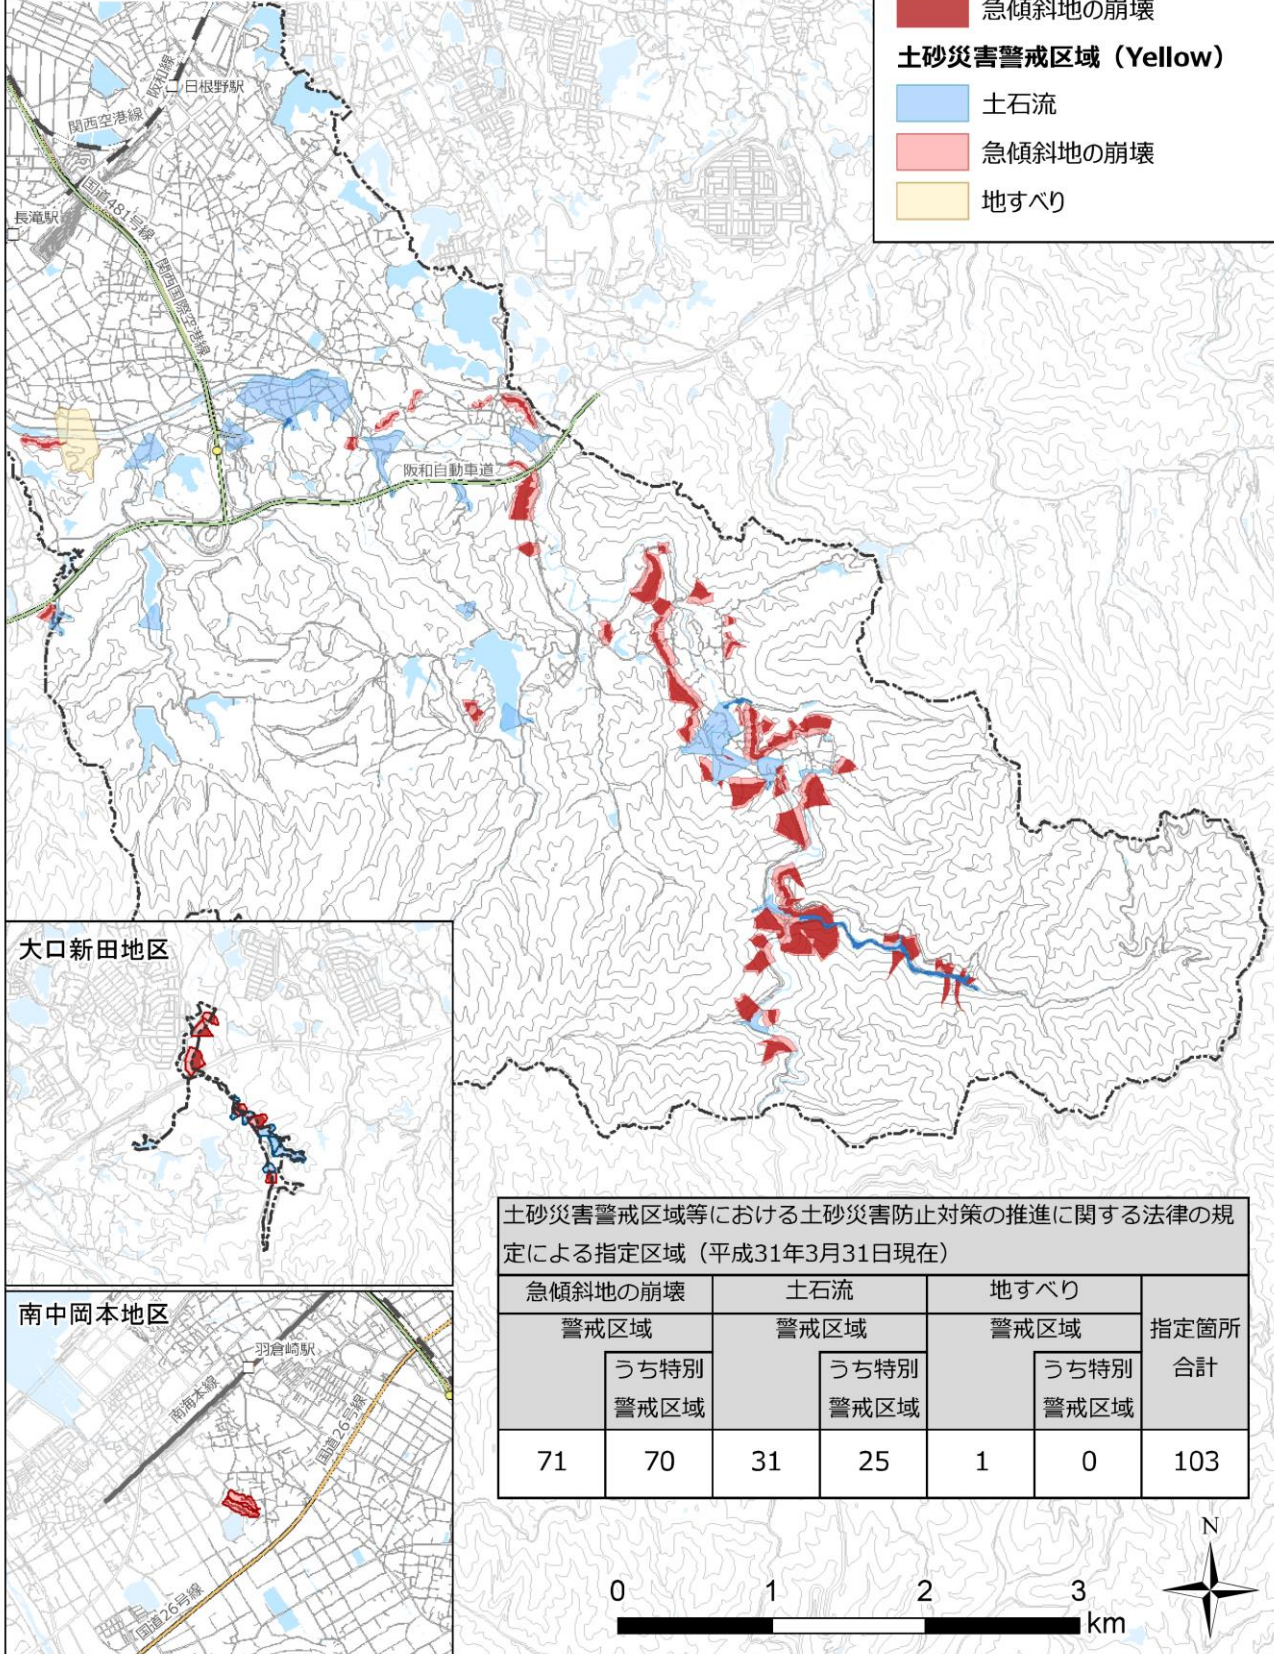 急傾斜地の崩壊
土砂災害警戒区域（Yellow）
土石流
急傾斜地の崩壊
地すべり
日根野駅
阪和線
関西空港線
国道481号線
長滝駅
関西国際空港線
阪和自動車道
大口新田地区
南中岡本地区
羽倉崎駅
南海本線
国道26号線
国道26号線
土砂災害警戒区域等における土砂災害防止対策の推進に関する法律の規
定による指定区域（平成31年3月31日現在）
急傾斜地の崩壊 土石流 地すべり
警戒区域 警戒区域 警戒区域 指定箇所
うち特別 うち特別 うち特別 合計
警戒区域 警戒区域 警戒区域
71 70 31 25 1 0 103
N
0 1 2 3
km